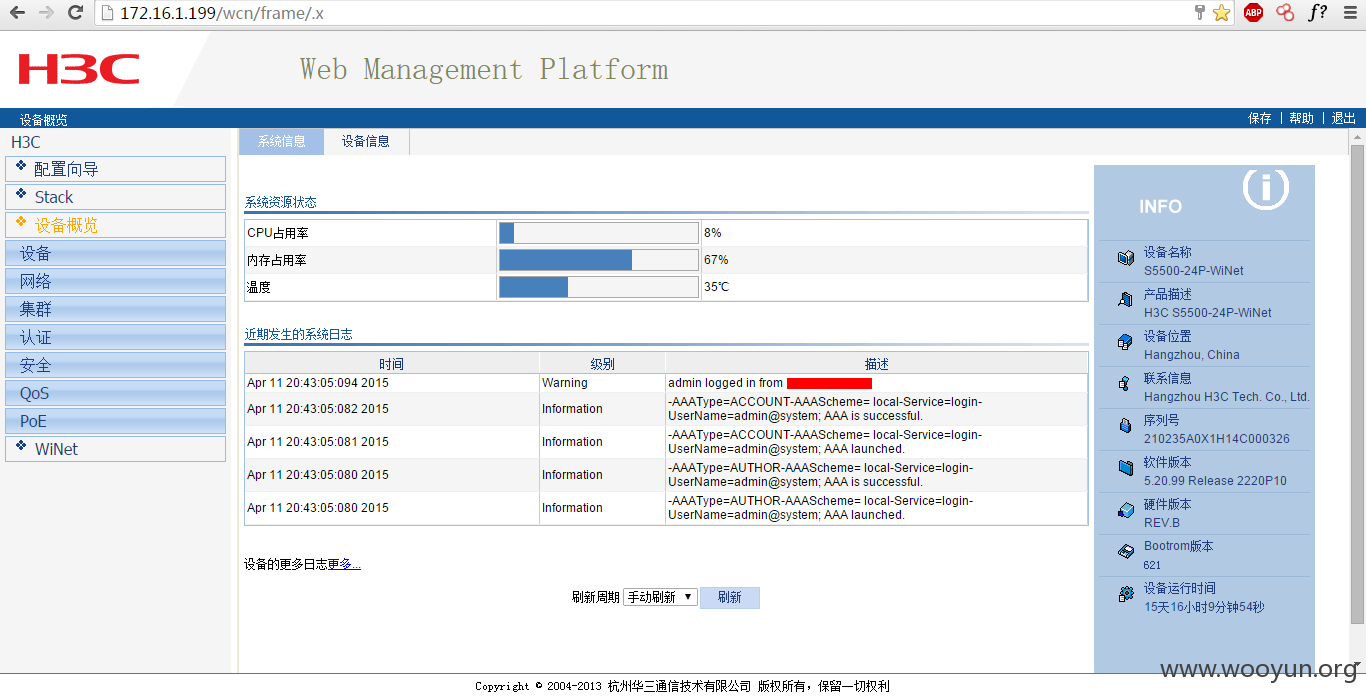 172.16.1.199/wcn/frame/.x
ABP
f?
H3C
Web Management Platform
设备概览
保存 | 帮助 | 退出
H3C
配置向导
Stack
设备概览
设备
网络
集群
认证
安全
QoS
PoE
WiNet
系统信息 设备信息
系统资源状态
CPU占用率 8%
内存占用率 67%
温度 35℃
近期发生的系统日志
时间 级别 描述
Apr 11 20:43:05:094 2015 Warning admin logged in from
Apr 11 20:43:05:082 2015 Information -AAAType=ACCOUNT-AAAScheme= local-Service=login-
UserName=admin@system; AAA is successful.
Apr 11 20:43:05:081 2015 Information -AAAType=ACCOUNT-AAAScheme= local-Service=login-
UserName=admin@system; AAA launched.
Apr 11 20:43:05:080 2015 Information -AAAType=AUTHOR-AAAScheme= local-Service=login-
UserName=admin@system; AAA is successful.
Apr 11 20:43:05:080 2015 Information -AAAType=AUTHOR-AAAScheme= local-Service=login-
UserName=admin@system; AAA launched.
设备的更多日志更多...
刷新周期 手动刷新 刷新
INFO
设备名称
S5500-24P-WiNet
产品描述
H3C S5500-24P-WiNet
设备位置
Hangzhou, China
联系信息
Hangzhou H3C Tech. Co., Ltd.
序列号
210235A0X1H14C000326
软件版本
5.20.99 Release 2220P10
硬件版本
REV.B
Bootrom版本
621
设备运行时间
15天16小时9分钟54秒
www.wooyun.org
Copyright © 2004-2013 杭州华三通信技术有限公司 版权所有，保留一切权利